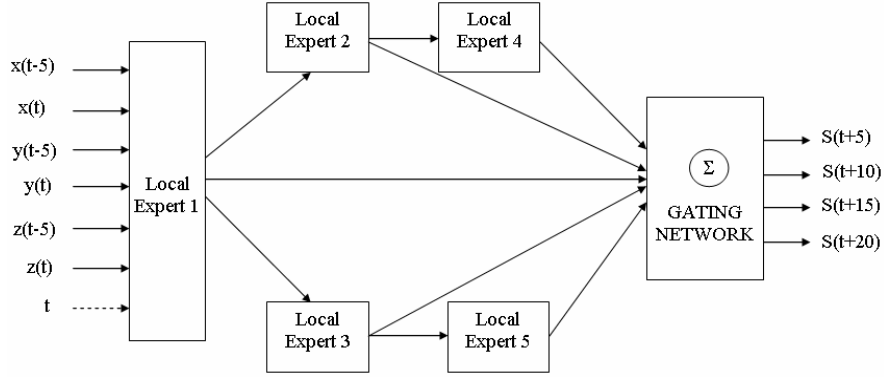 x(t-5)
x(t)
y(t-5)
y(t)
z(t-5)
z(t)
t
Local
Expert 1
Local
Expert 2
Local
Expert 4
Local
Expert 3
Local
Expert 5
Σ
GATING
NETWORK
S(t+5)
S(t+10)
S(t+15)
S(t+20)